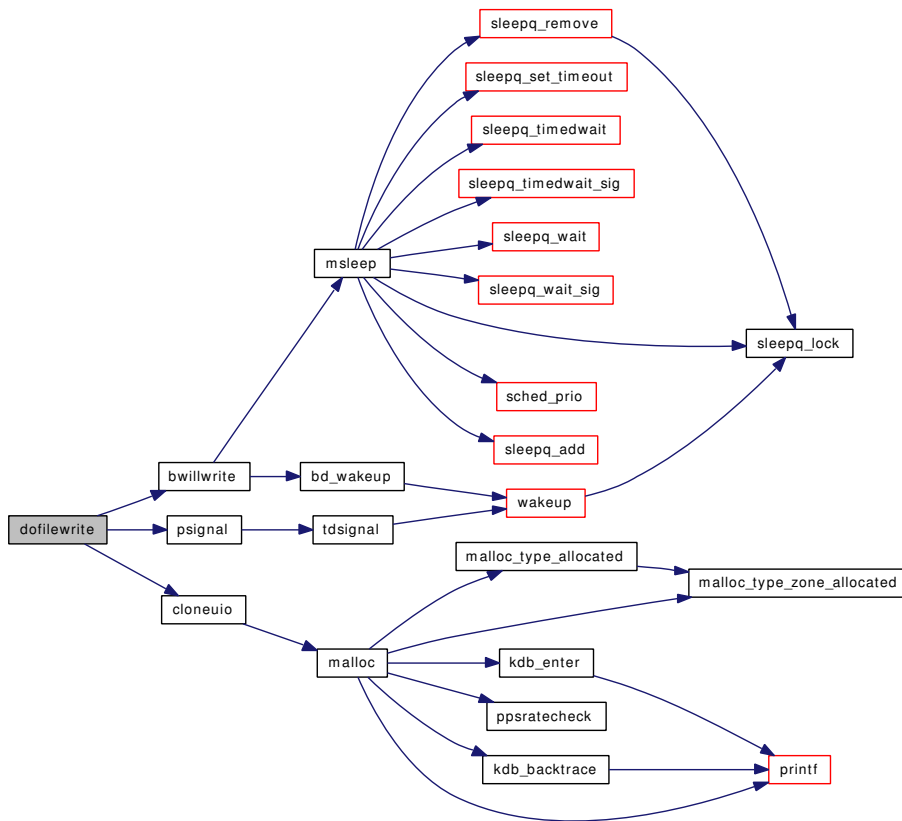 sleepq_remove
sleepq_set_timeout
sleepq_timedwait
sleepq_timedwait_sig
sleepq_wait
msleep
sleepq_wait_sig
sleepq_lock
sched_prio
sleepq_add
bwillwrite
bd_wakeup
wakeup
dofilewrite
psignal
tdsignal
malloc_type_allocated
malloc_type_zone_allocated
cloneuio
malloc
kdb_enter
ppsratecheck
kdb_backtrace
printf